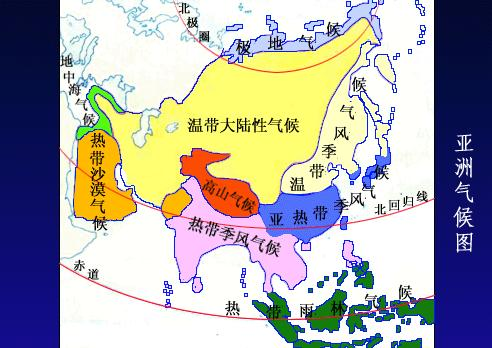 北极圈
极地气候
地中海气候
温带大陆性气候
热带沙漠气候
高山气候
温带季风气候
亚热带季风气候
北回归线
热带季风气候
赤道
热带雨林气候
亚洲气候图